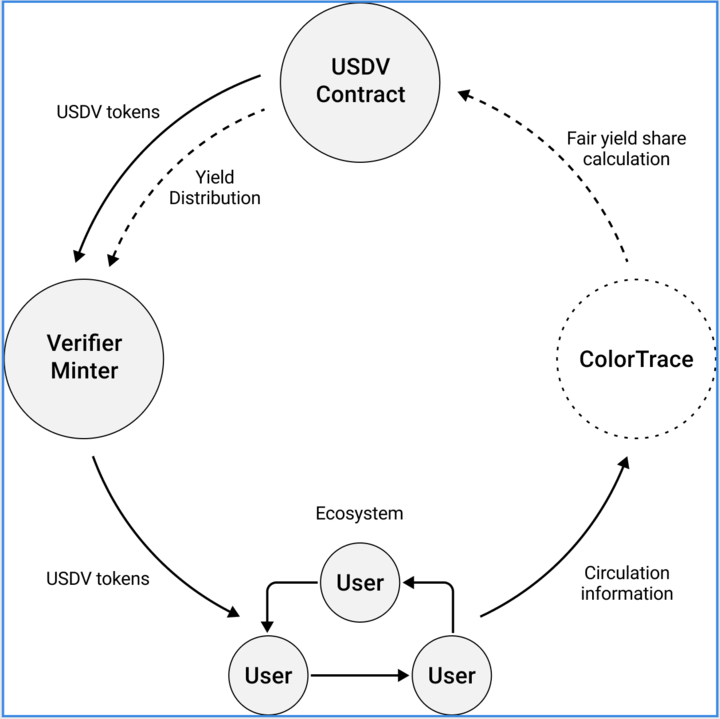 USDV
Contract
USDV tokens
Fair yield share
calculation
Yield
Distribution
Verifier
Minter
ColorTrace
Ecosystem
User
USDV tokens
Circulation
information
User
User